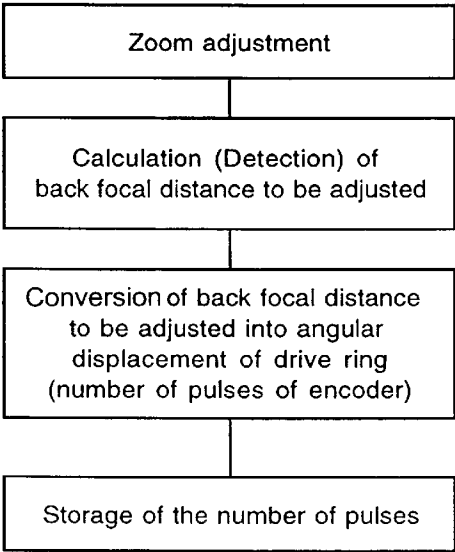 Zoom adjustment
Calculation (Detection) of
back focal distance to be adjusted
Conversion of back focal distance
to be adjusted into angular
displacement of drive ring
(number of pulses of encoder)
Storage of the number of pulses